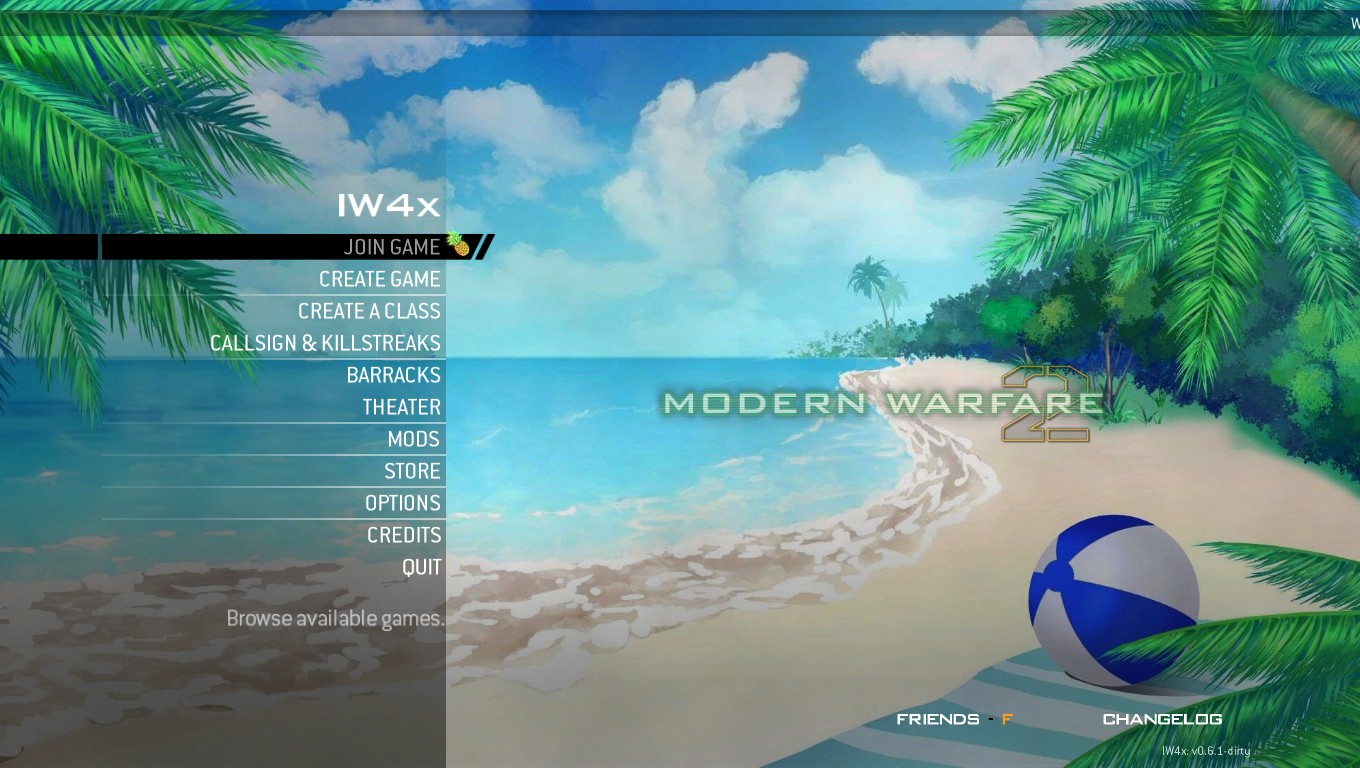 W
IW4x
JOIN GAME
CREATE GAME
CREATE A CLASS
CALLSIGN & KILLSTREAKS
BARRACKS
THEATER
MODS
STORE
OPTIONS
CREDITS
QUIT
Browse available games.
MODERN WARFARE
2
FRIENDS - F
CHANGELOG
IW4x: v0.6.1-dirty